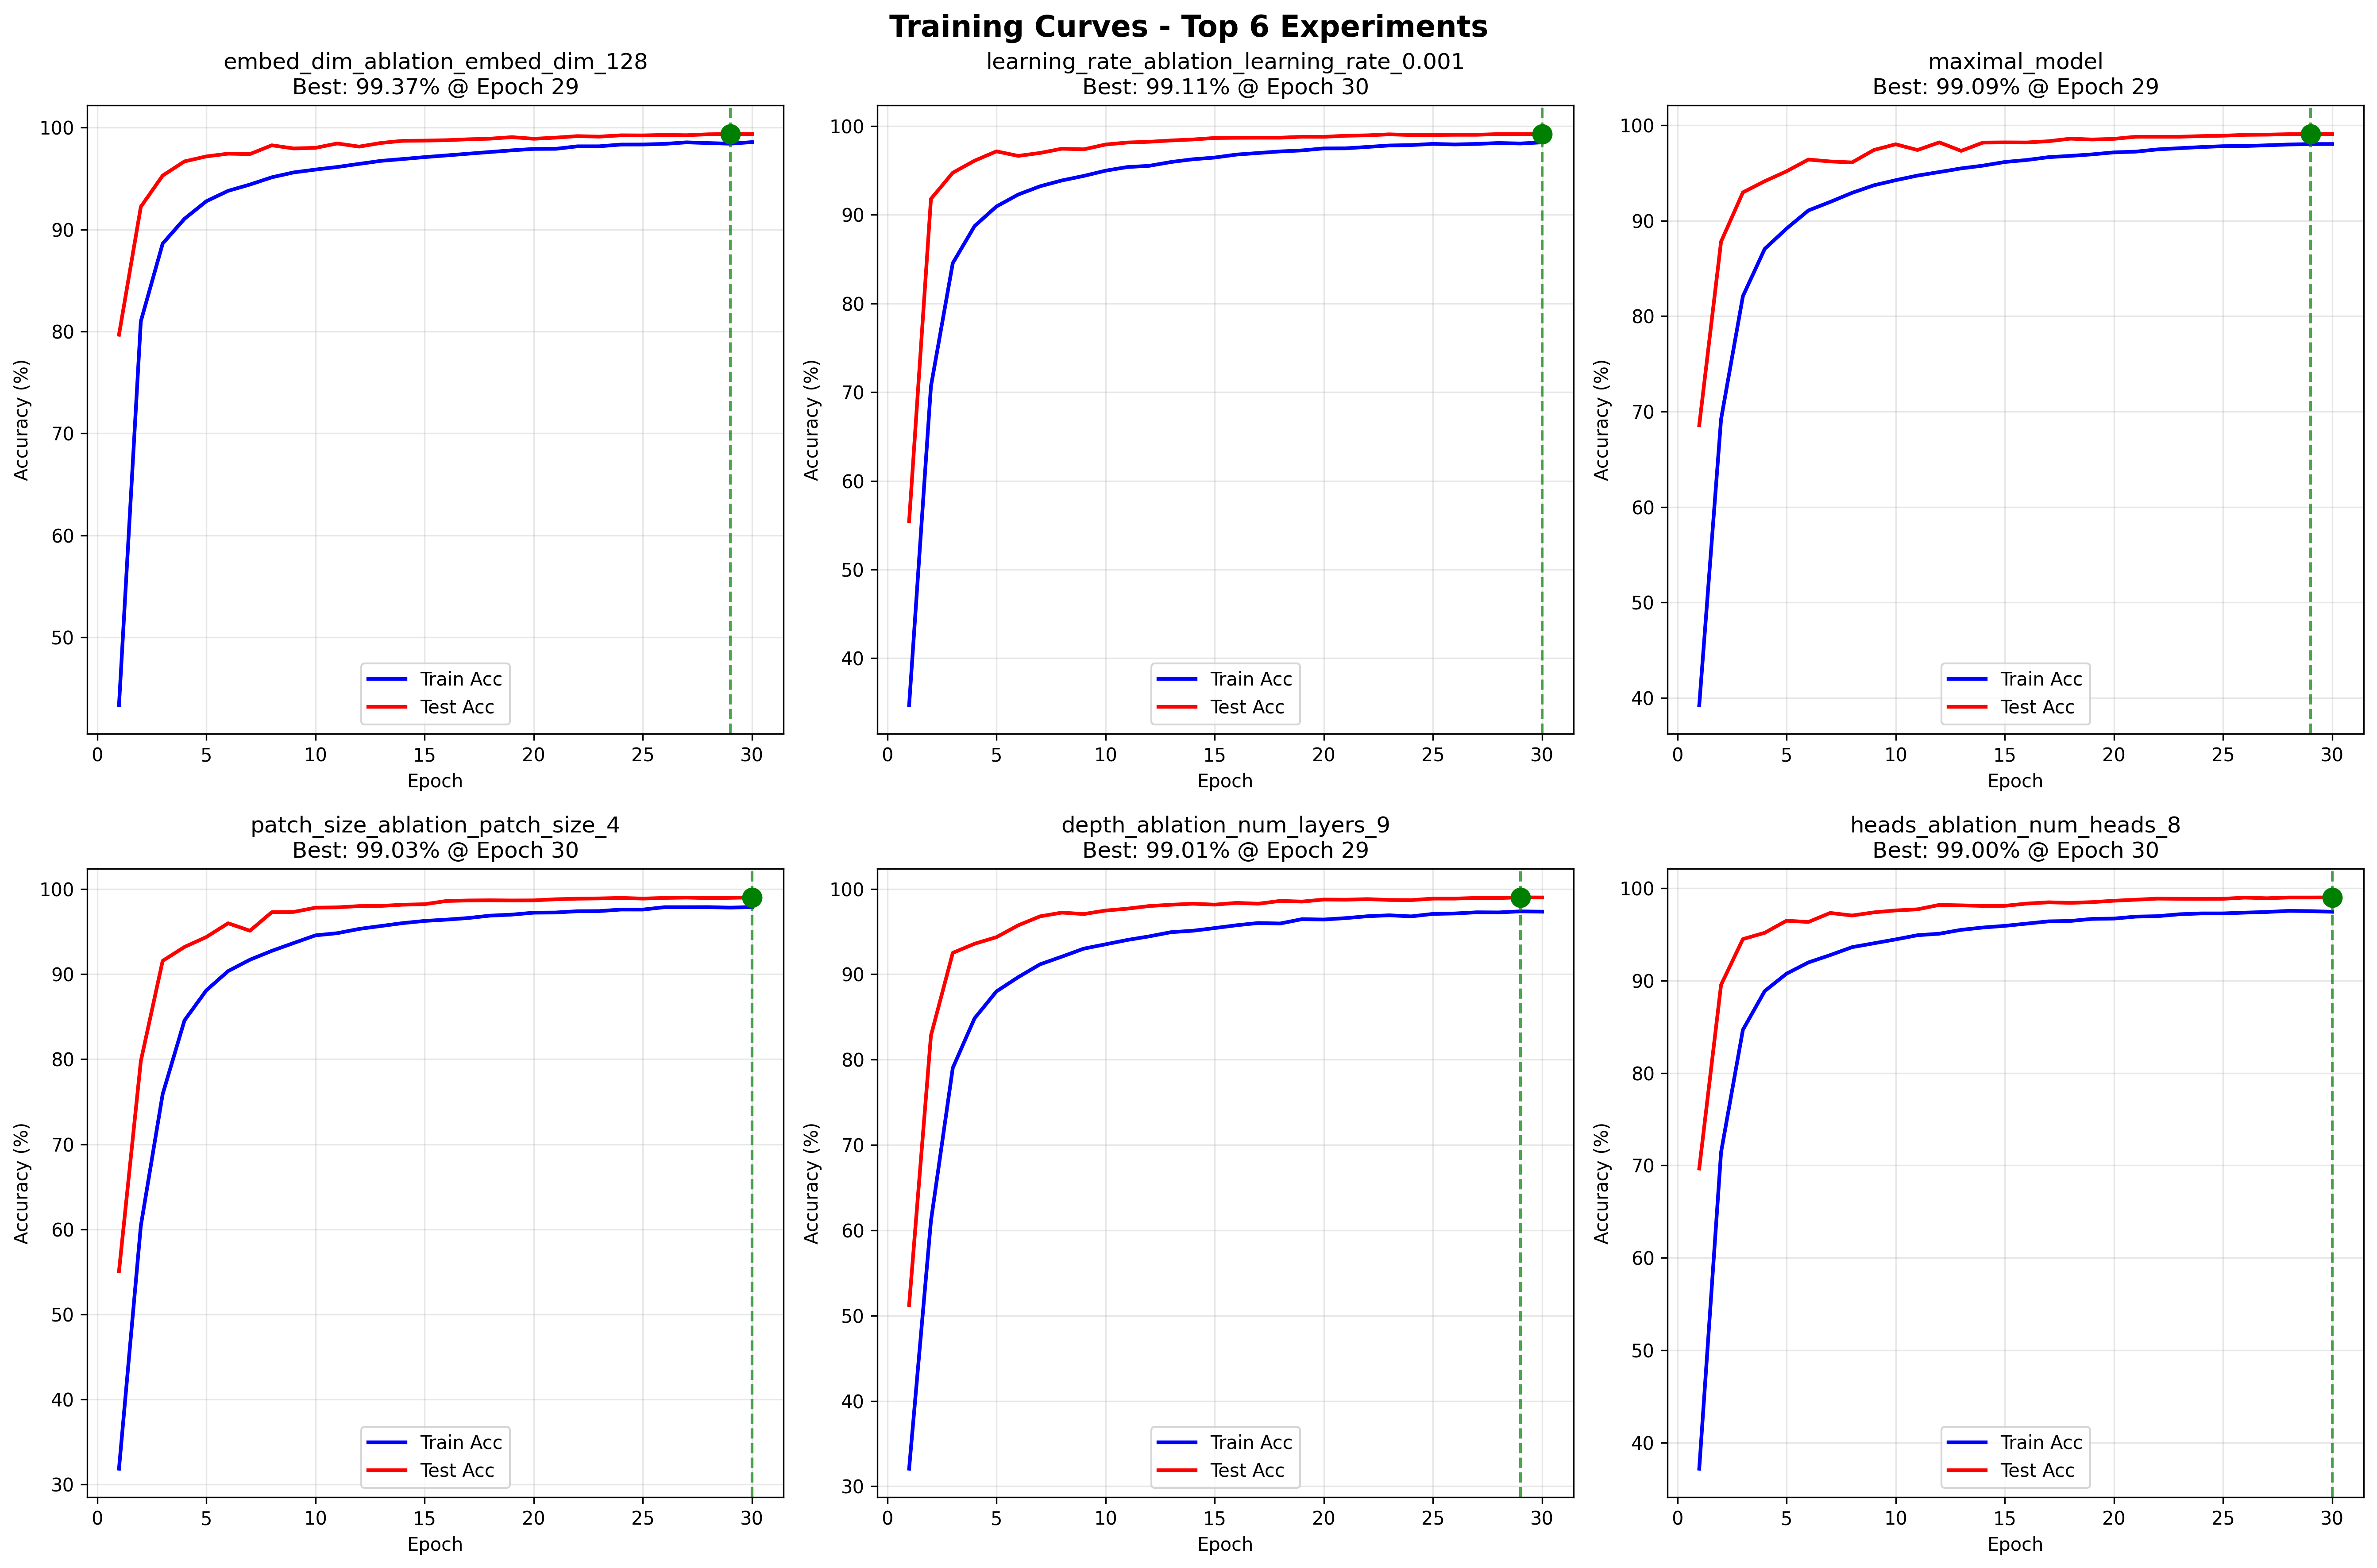 Training Curves - Top 6 Experiments
embed_dim_ablation_embed_dim_128
Best: 99.37% @ Epoch 29
100
90
80
70
60
50
Accuracy (%)
Train Acc
Test Acc
0 5 10 15 20 25 30
Epoch
learning_rate_ablation_learning_rate_0.001
Best: 99.11% @ Epoch 30
100
90
80
70
60
50
40
Accuracy (%)
Train Acc
Test Acc
0 5 10 15 20 25 30
Epoch
maximal_model
Best: 99.09% @ Epoch 29
100
90
80
70
60
50
40
Accuracy (%)
Train Acc
Test Acc
0 5 10 15 20 25 30
Epoch
patch_size_ablation_patch_size_4
Best: 99.03% @ Epoch 30
100
90
80
70
60
50
40
30
Accuracy (%)
Train Acc
Test Acc
0 5 10 15 20 25 30
Epoch
depth_ablation_num_layers_9
Best: 99.01% @ Epoch 29
100
90
80
70
60
50
40
30
Accuracy (%)
Train Acc
Test Acc
0 5 10 15 20 25 30
Epoch
heads_ablation_num_heads_8
Best: 99.00% @ Epoch 30
100
90
80
70
60
50
40
Accuracy (%)
Train Acc
Test Acc
0 5 10 15 20 25 30
Epoch